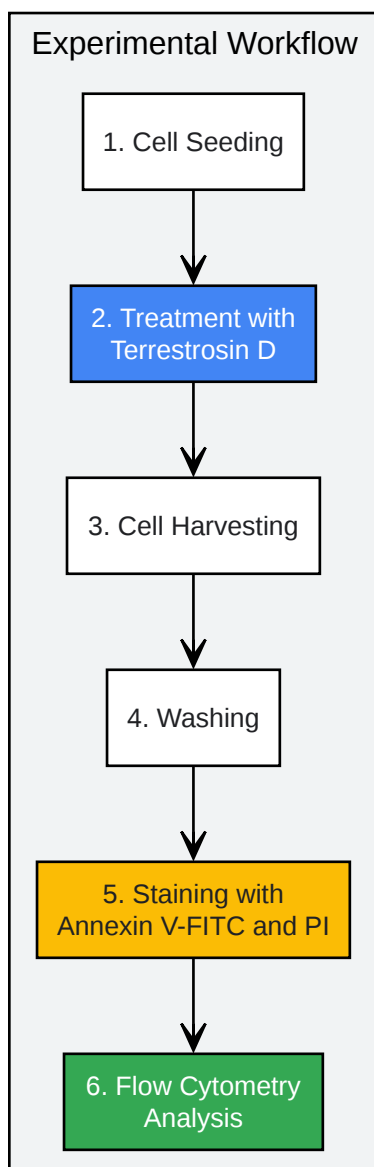 Experimental Workflow
1. Cell Seeding
2. Treatment with
Terrestrosin D
3. Cell Harvesting
4. Washing
5. Staining with
Annexin V-FITC and PI
6. Flow Cytometry
Analysis